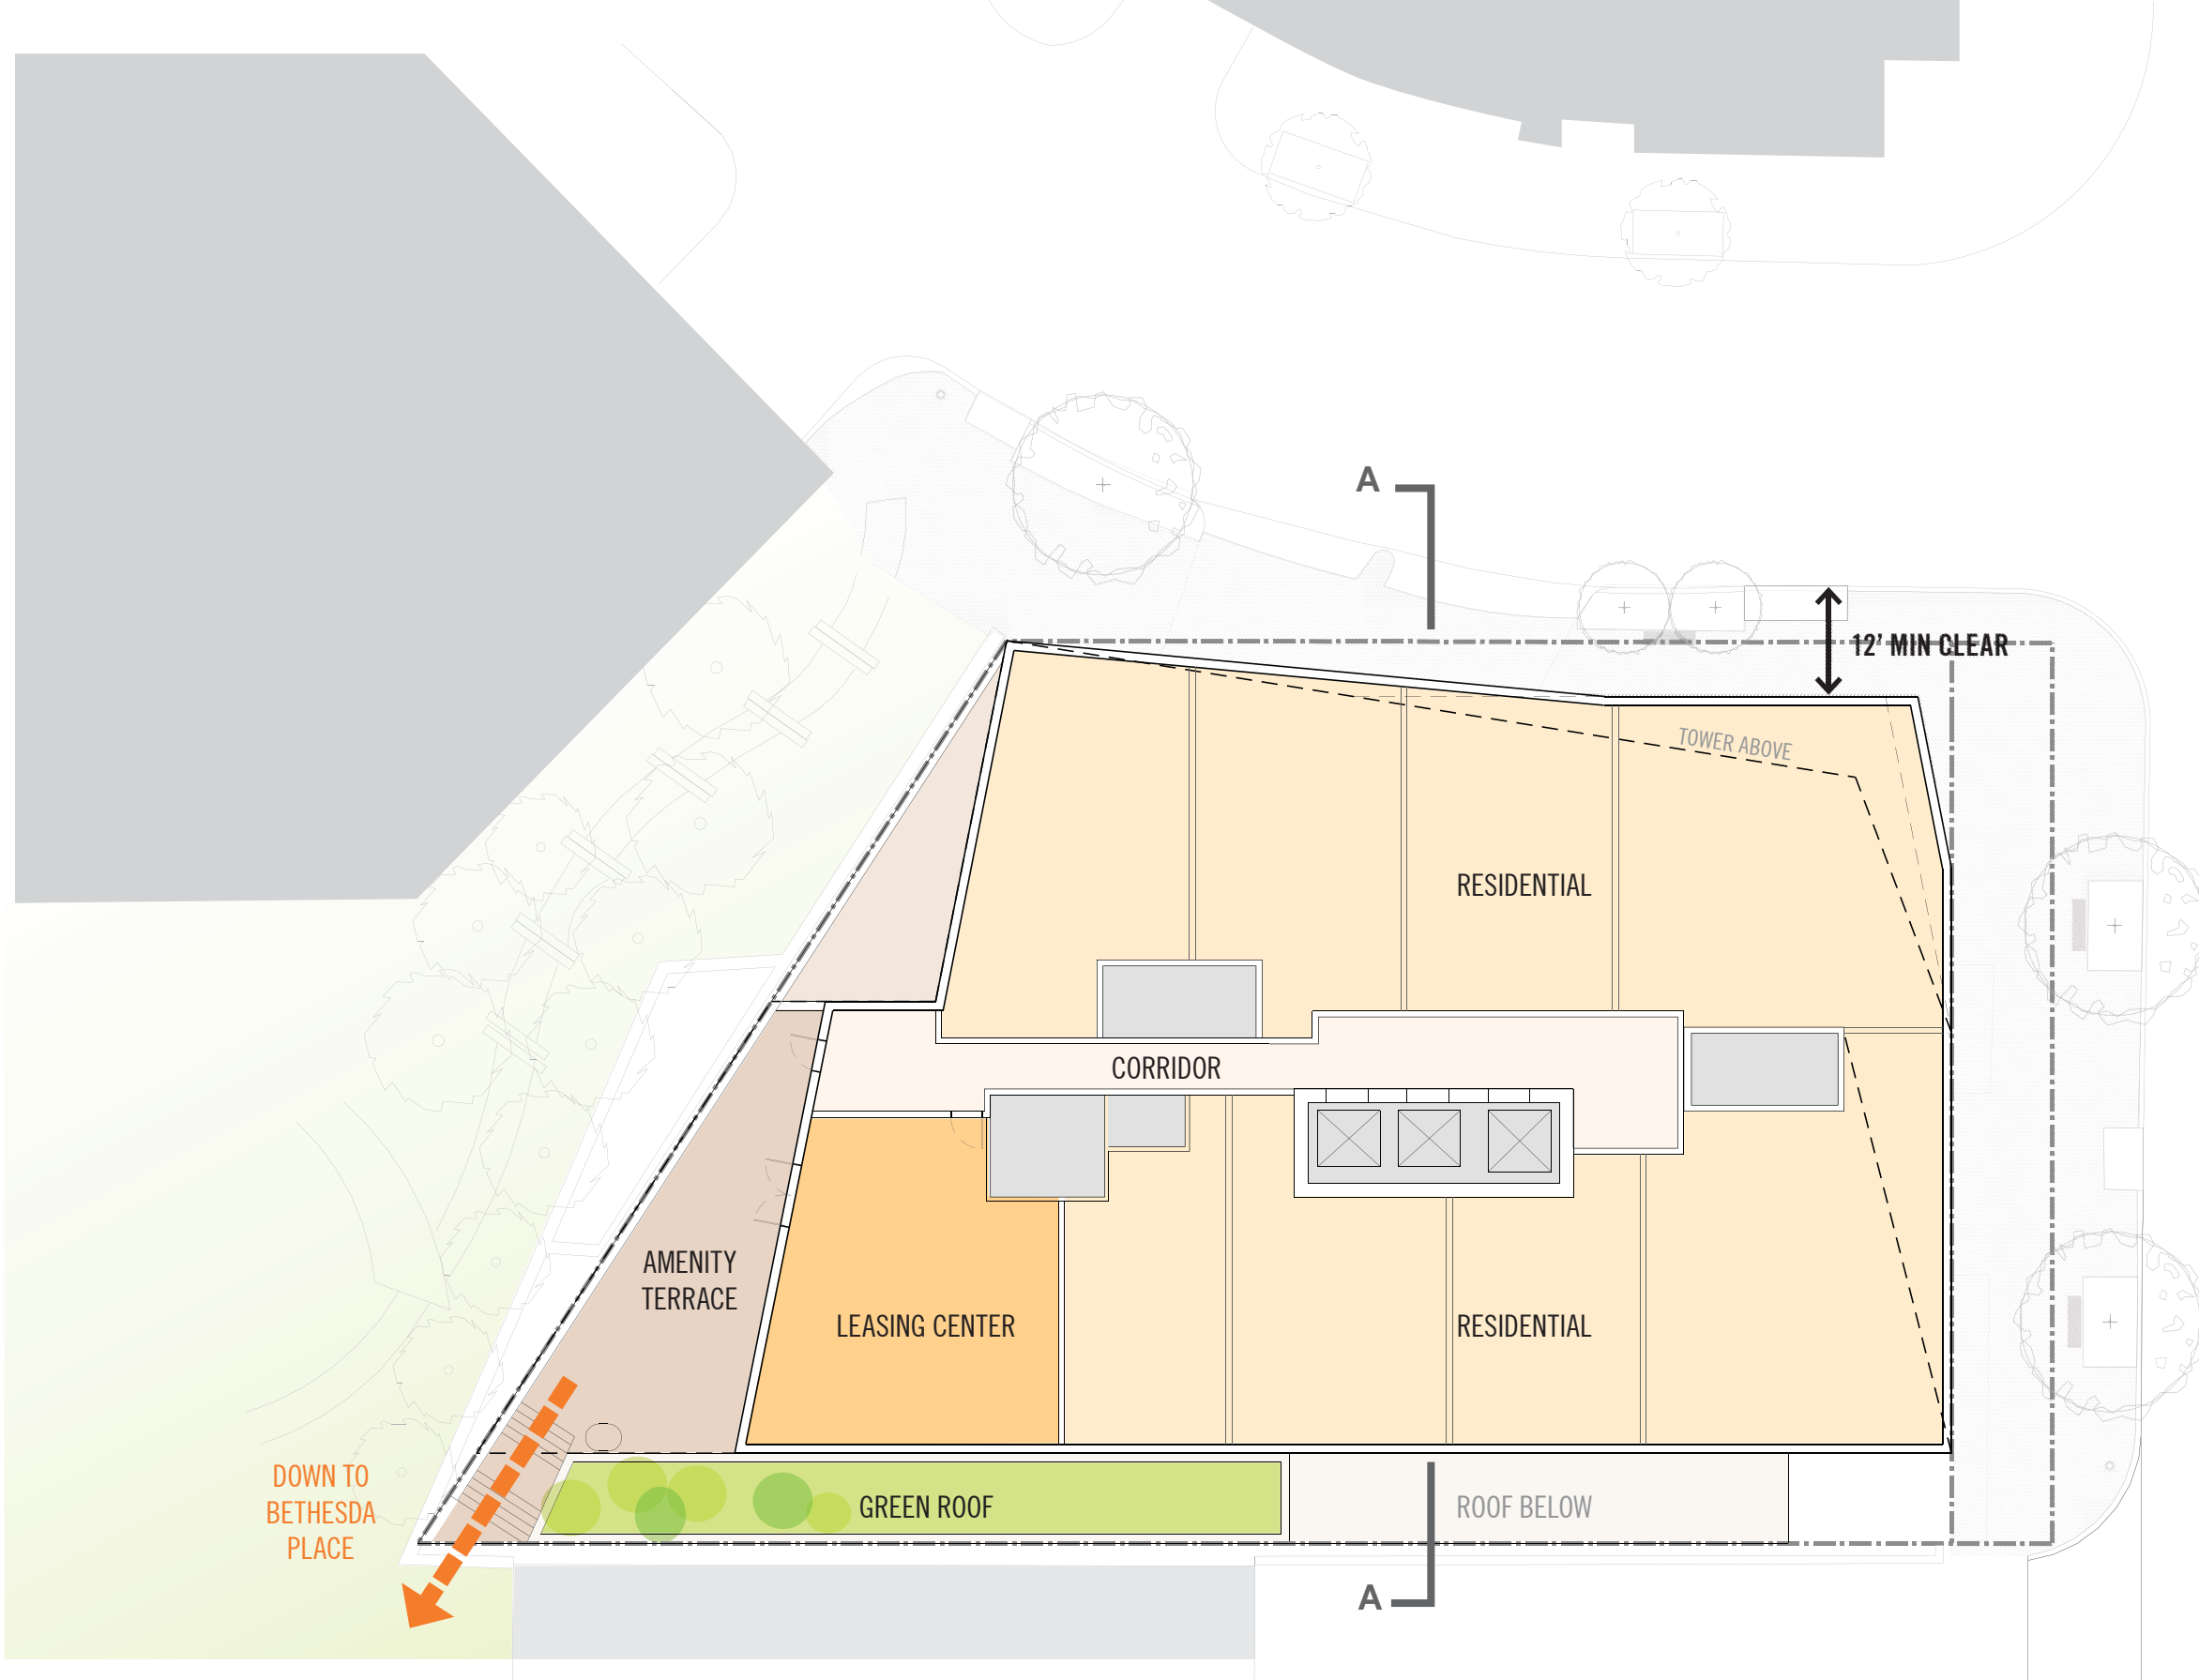 A
12’ MIN CLEAR
TOWER ABOVE
RESIDENTIAL
CORRIDOR
AMENITY
TERRACE
LEASING CENTER
RESIDENTIAL
DOWN TO
BETHESDA
PLACE
GREEN ROOF
ROOF BELOW
A